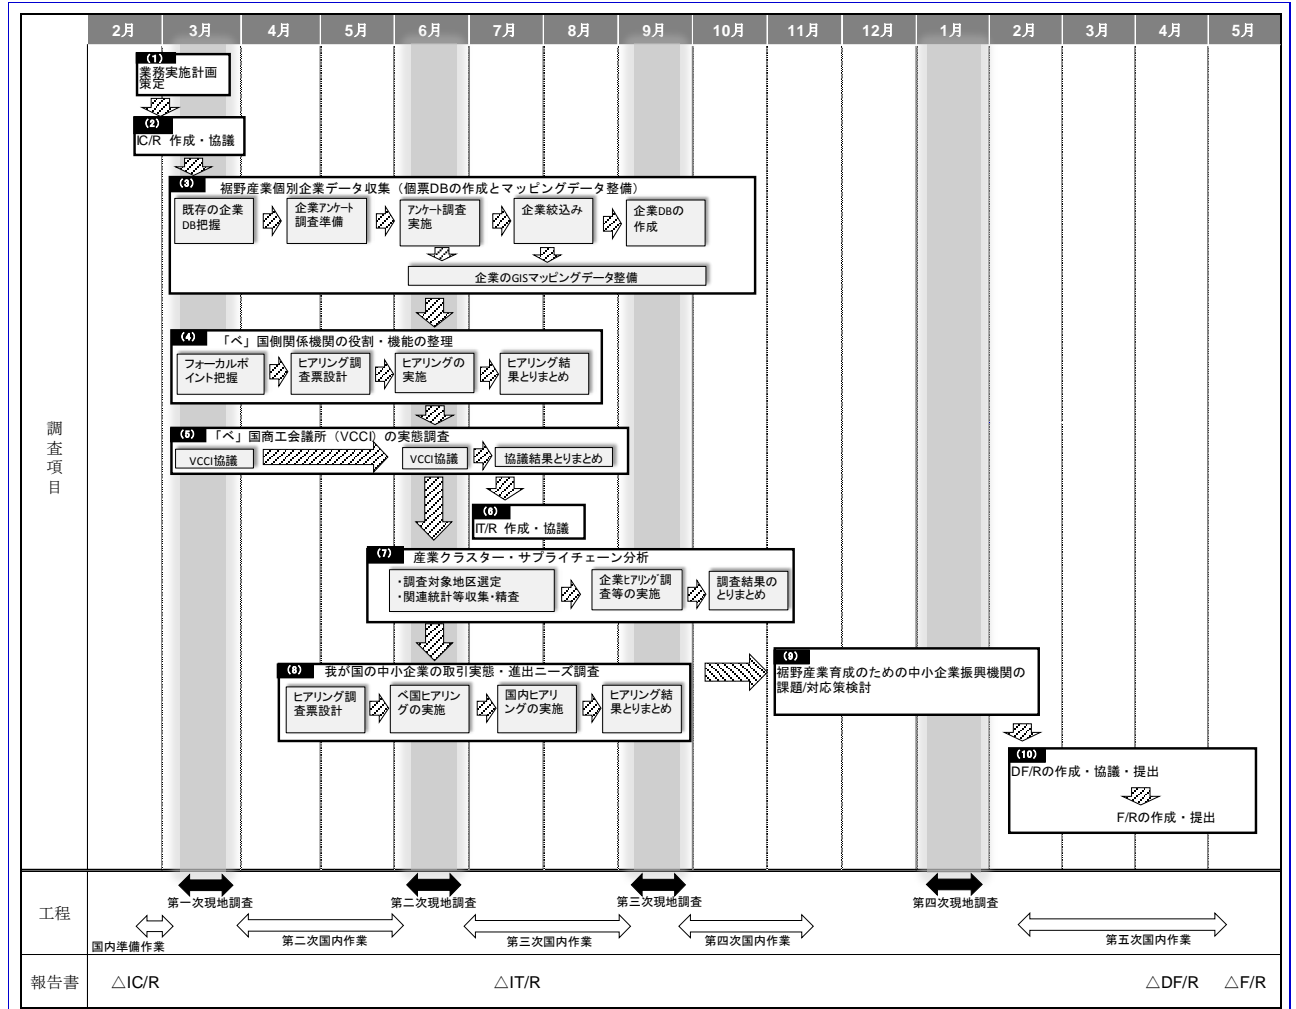 2月 3月 4月 5月 6月 7月 8月 9月 10月 11月 12月 1月 2月 3月 4月 5月
調査項目
(1)
業務実施計画
策定
(2)
IC/R 作成・協議
(3)
裾野産業個別企業データ収集（個票DBの作成とマッピングデータ整備）
既存の企業
DB把握
企業アンケート
調査準備
アンケート調査
実施
企業絞込み
企業DBの
作成
企業のGISマッピングデータ整備
(4)
「ベ」国側関係機関の役割・機能の整理
フォーカルポ
イント把握
ヒアリング調
査票設計
ヒアリングの
実施
ヒアリング結
果とりまとめ
(5)
「ベ」国商工会議所（VCCI）の実態調査
VCCI協議
VCCI協議
協議結果とりまとめ
(6)
IT/R 作成・協議
(7)
産業クラスター・サプライチェーン分析
・調査対象地区選定
・関連統計等収集・精査
企業ヒアリング調
査等の実施
調査結果の
とりまとめ
(8)
我が国の中小企業の取引実態・進出ニーズ調査
ヒアリング調
査票設計
ベ国ヒアリン
グの実施
国内ヒアリ
ングの実施
ヒアリング結
果とりまとめ
(9)
裾野産業育成のための中小企業振興機関の
課題/対応策検討
(10)
DF/Rの作成・協議・提出
F/Rの作成・提出
工程
第一次現地調査
第二次現地調査
第三次現地調査
第四次現地調査
国内準備作業
第二次国内作業
第三次国内作業
第四次国内作業
第五次国内作業
報告書
△IC/R
△IT/R
△DF/R
△F/R